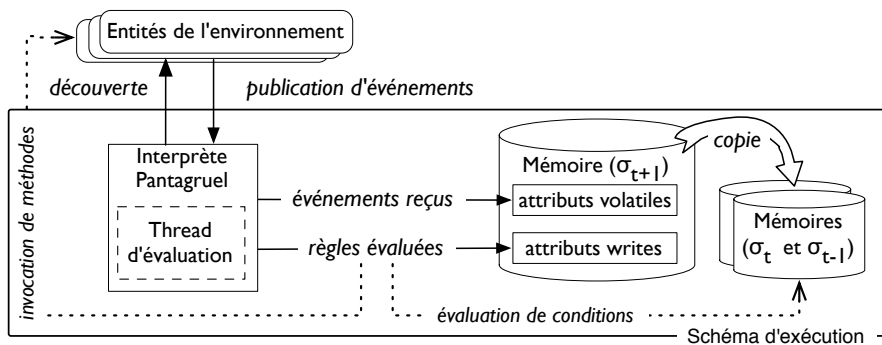 Entités de l'environnement
découverte
publication d'événements
invocation de méthodes
Interprète
Pantagruel
Thread
d'évaluation
événements reçus
règles évaluées
Mémoire (σt+1)
attributs volatiles
attributs writes
copie
Mémoires
(σt et σt-1)
évaluation de conditions
Schéma d'exécution